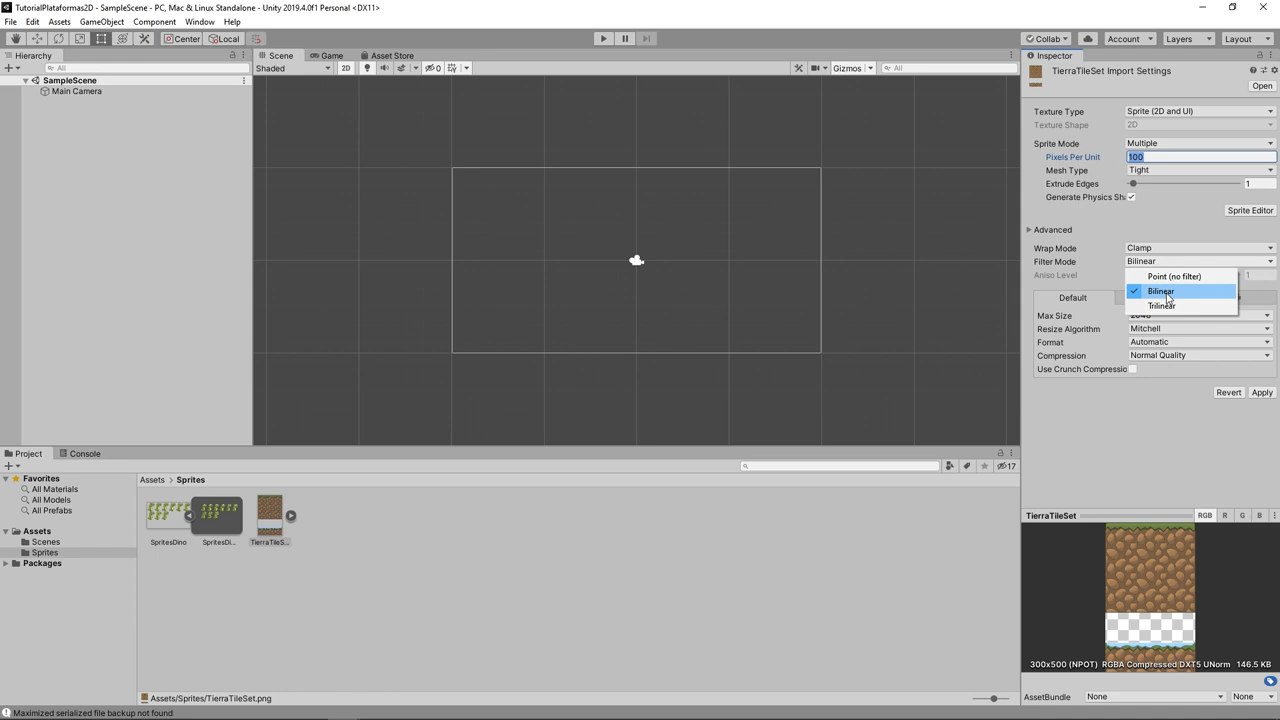 TutorialPlataformas2D - SampleScene - PC, Mac & Linux Standalone - Unity 2019.4.0f1 Personal <DX11>
File Edit Assets GameObject Component Window Help
Center Local Collab Account Layers Layout
Hierarchy Scene Game Asset Store Inspector
All Shaded 2D 0 Gizmos All
TierraTileSet Import Settings
SampleScene
Main Camera
Open
Texture Type Sprite (2D and UI)
Texture Shape 2D
Sprite Mode Multiple
Pixels Per Unit 100
Mesh Type Tight
Extrude Edges 1
Generate Physics Sh
Sprite Editor
Advanced
Wrap Mode Clamp
Filter Mode Bilinear
Aniso Level 1
Point (no filter)
Bilinear
Trilinear
Default
Max Size
Resize Algorithm Mitchell
Format Automatic
Compression Normal Quality
Use Crunch Compressio
Revert Apply
Project Console
17
Favorites
All Materials
All Models
All Prefabs
Assets
Scenes
Sprites
Packages
Assets > Sprites
SpritesDino SpritesDi... TierraTileS...
Assets/Sprites/TierraTileSet.png
TierraTileSet RGB R G B
300x500 (NPOT) RGBA Compressed DXT5 UNorm 146.5 KB
AssetBundle None None
Maximized serialized file backup not found